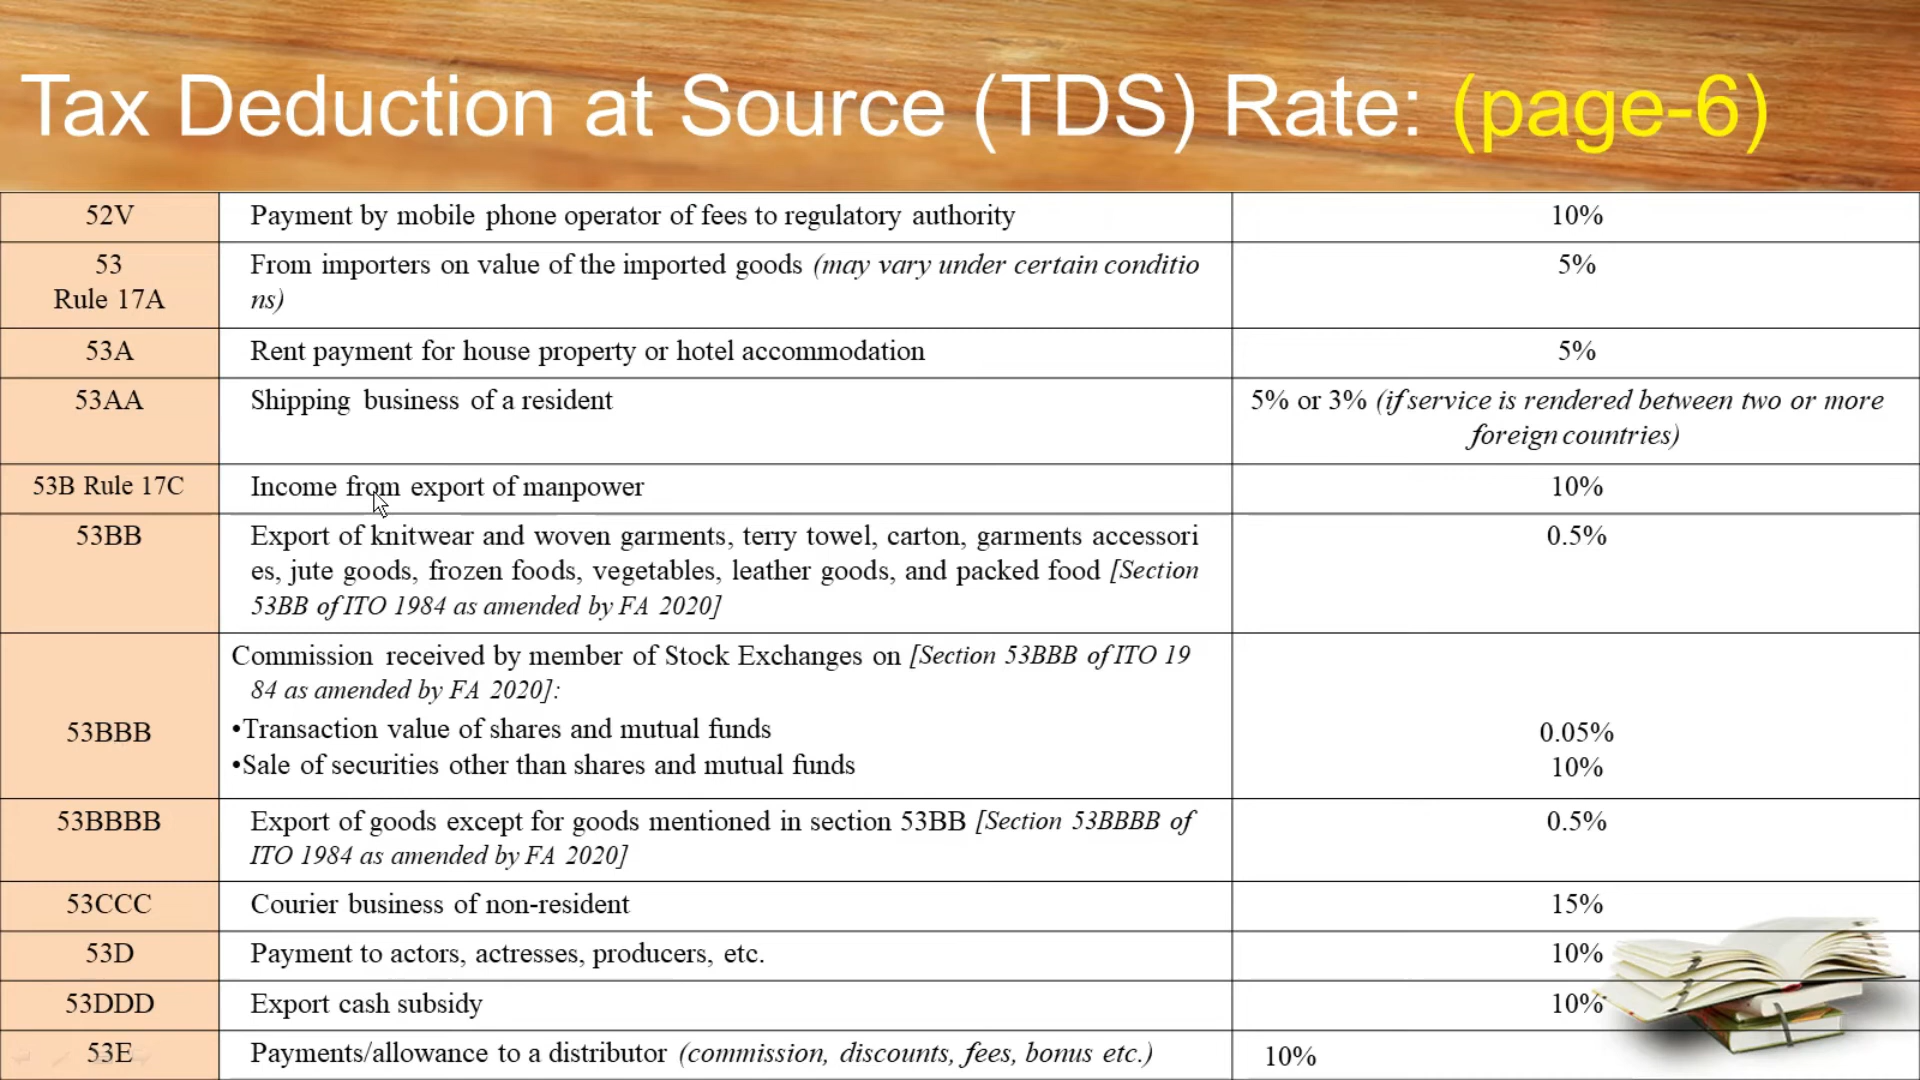 Tax Deduction at Source (TDS) Rate: (page-6)
52V Payment by mobile phone operator of fees to regulatory authority 10%
53 From importers on value of the imported goods (may vary under certain conditio 5%
Rule 17A ns)
53A Rent payment for house property or hotel accommodation 5%
53AA Shipping business of a resident 5% or 3% (if service is rendered between two or more
foreign countries)
53B Rule 17C Income from export of manpower 10%
53BB Export of knitwear and woven garments, terry towel, carton, garments accessori 0.5%
es, jute goods, frozen foods, vegetables, leather goods, and packed food [Section
53BB of ITO 1984 as amended by FA 2020]
Commission received by member of Stock Exchanges on [Section 53BBB of ITO 19
84 as amended by FA 2020]:
53BBB •Transaction value of shares and mutual funds 0.05%
•Sale of securities other than shares and mutual funds 10%
53BBBB Export of goods except for goods mentioned in section 53BB [Section 53BBBB of 0.5%
ITO 1984 as amended by FA 2020]
53CCC Courier business of non-resident 15%
53D Payment to actors, actresses, producers, etc. 10%
53DDD Export cash subsidy 10%
53E Payments/allowance to a distributor (commission, discounts, fees, bonus etc.) 10%